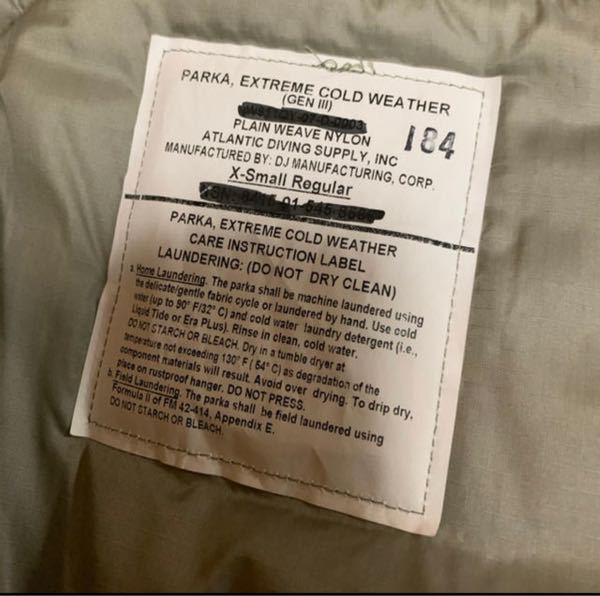 PARKA, EXTREME COLD WEATHER
(GEN III)
PLAIN WEAVE NYLON
184
ATLANTIC DIVING SUPPLY, INC
MANUFACTURED BY: DJ MANUFACTURING, CORP.
X-Small Regular
PARKA, EXTREME COLD WEATHER
CARE INSTRUCTION LABEL
LAUNDERING: (DO NOT DRY CLEAN)
a. Home Laundering. The parka shall be machine laundered using
the delicate/gentle fabric cycle or laundered by hand. Use cold
water (up to 90° F/32° C) and cold water laundry detergent (i.e.,
Liquid Tide or Era PLus). Rinse in clean, cold water.
DO NOT STARCH OR BLEACH. Dry in a tumble dryer at
temperature not exceeding 130° F ( 54° C) as degradation of the
component materials will result. Avoid over drying. To drip dry,
place on rustproof hanger. DO NOT PRESS.
b. Field Laundering. The parka shall be field laundered using
Formula II of FM 42-414, Appendix E.
DO NOT STARCH OR BLEACH.